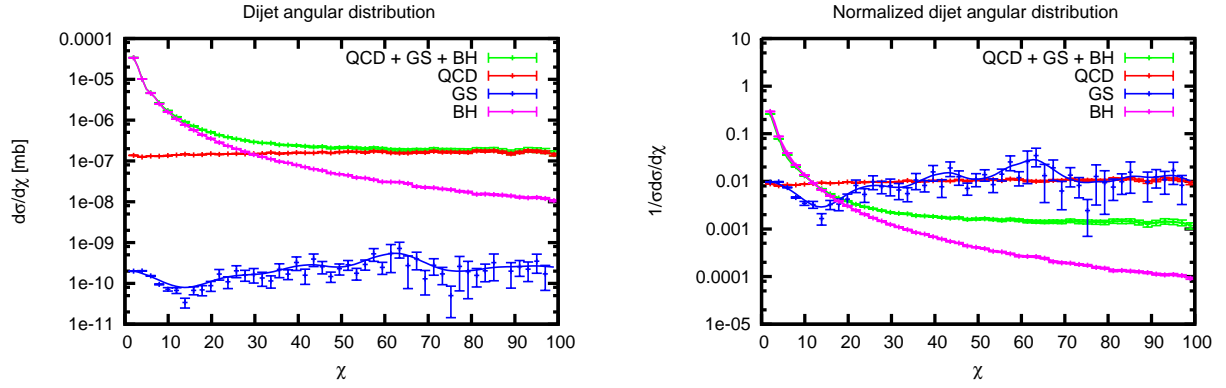 Dijet angular distribution
0.0001
1e-05
1e-06
1e-07
1e-08
1e-09
1e-10
1e-11
dσ/dχ [mb]
QCD + GS + BH
QCD
GS
BH
0 10 20 30 40 50 60 70 80 90 100
χ
Normalized dijet angular distribution
10
1
0.1
0.01
0.001
0.0001
1e-05
1/σdσ/dχ
QCD + GS + BH
QCD
GS
BH
0 10 20 30 40 50 60 70 80 90 100
χ